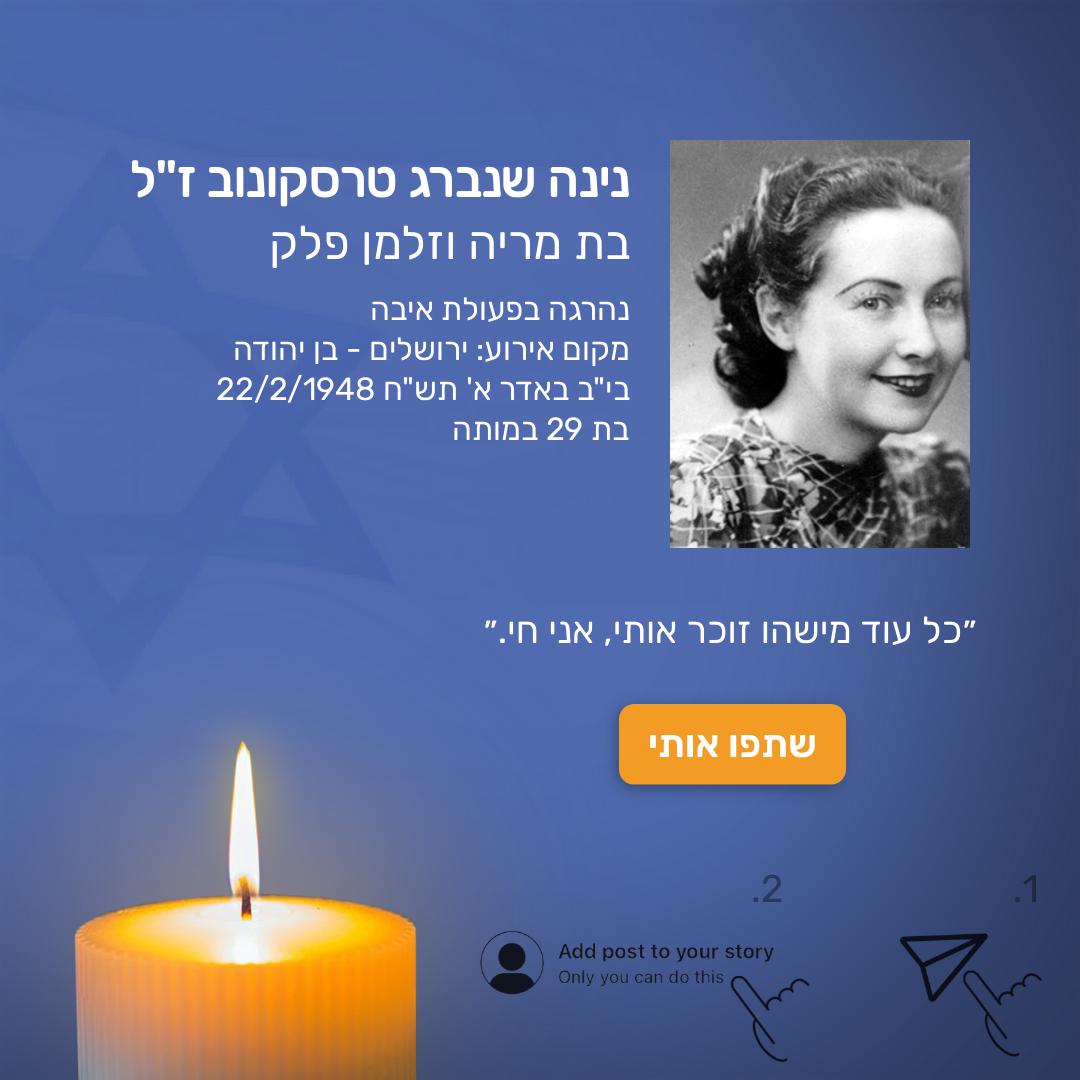 נינה שנברג טרסקונוב ז"ל
בת מריה וזלמן פלק
נהרגה בפעולת איבה
מקום אירוע: ירושלים - בן יהודה
בי"ב באדר א' תש"ח 22/2/1948
בת 29 במותה
״כל עוד מישהו זוכר אותי, אני חי.״
שתפו אותי
1.
2.
Add post to your story
Only you can do this